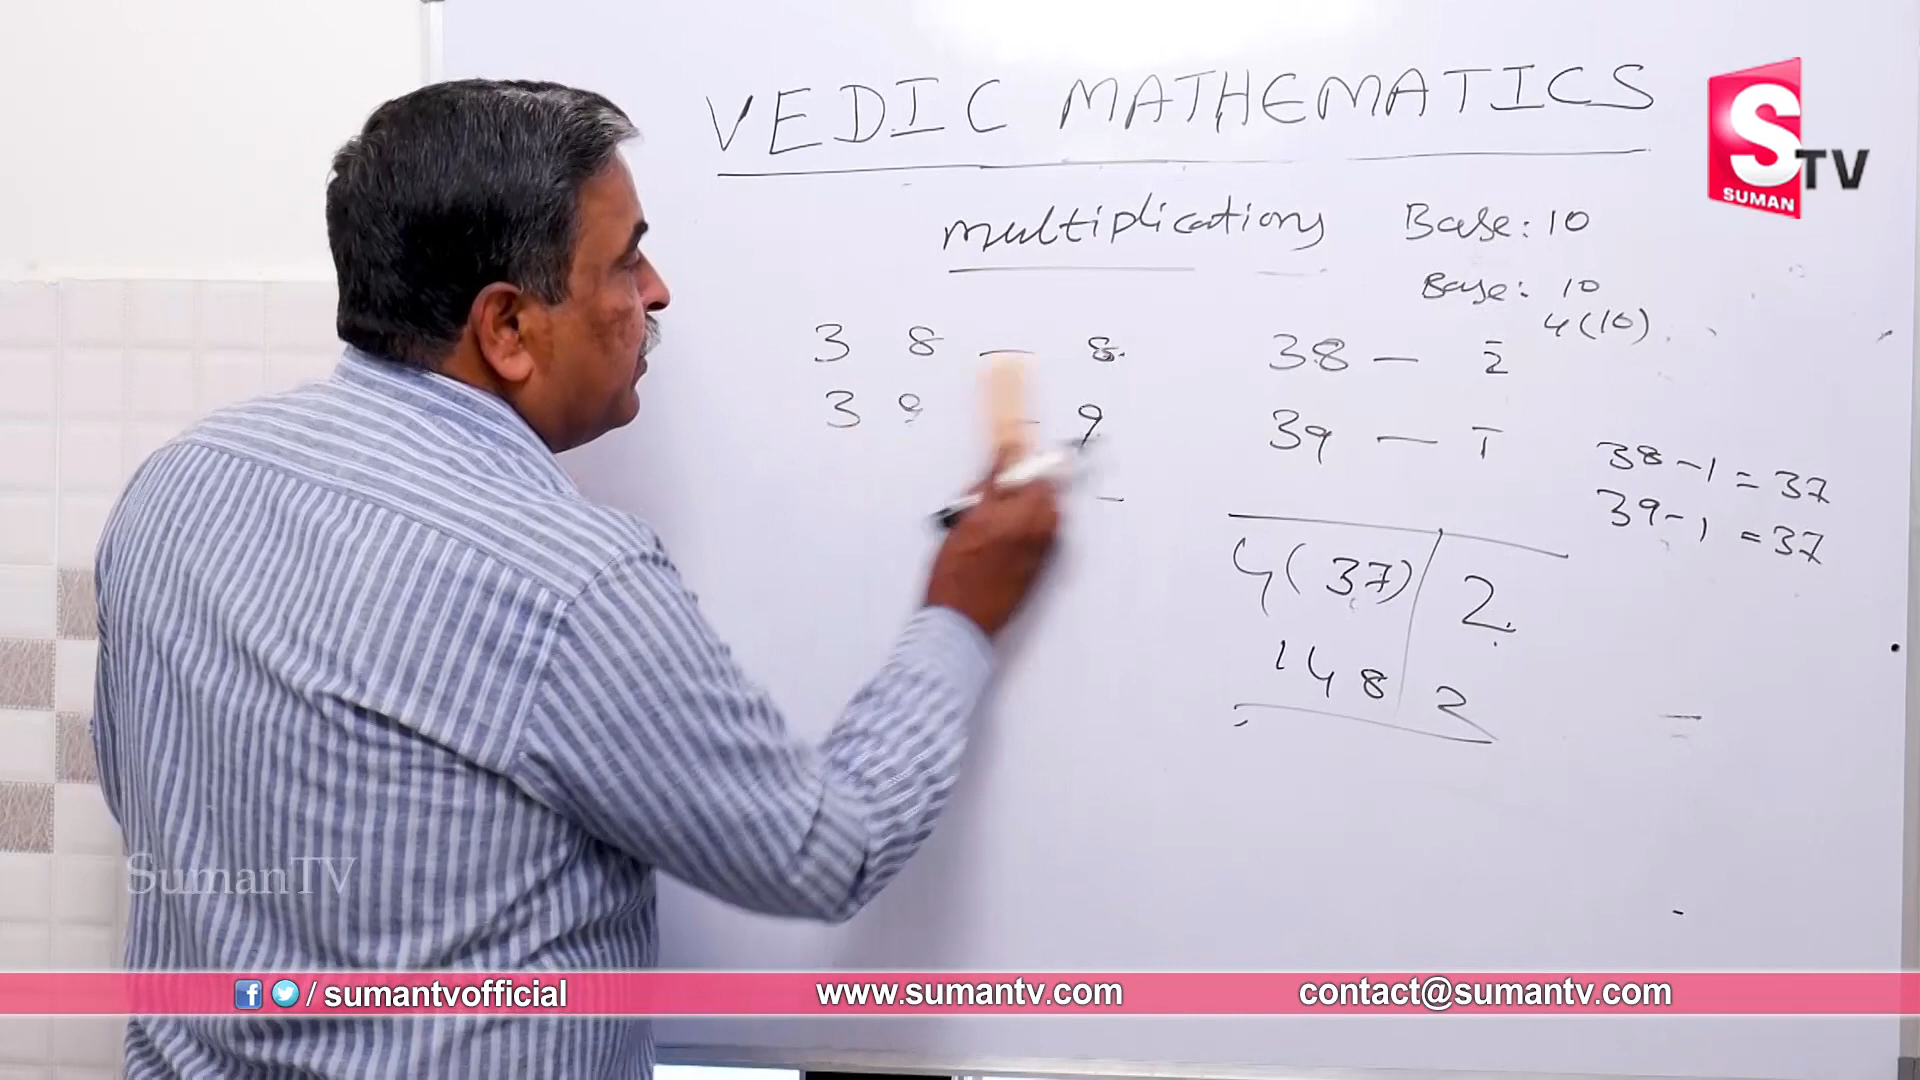 VEDIC MATHEMATICS
S TV
SUMAN
multiplications
Base: 10
Base: 10
4(10)
3 8 — 8
3 9 — 9
38 — 2̄
39 — 1̄
38 - 1 = 37
39 - 1 = 37
4(37) | 2
148 2
SumanTV
/ sumantvofficial
www.sumantv.com
contact@sumantv.com